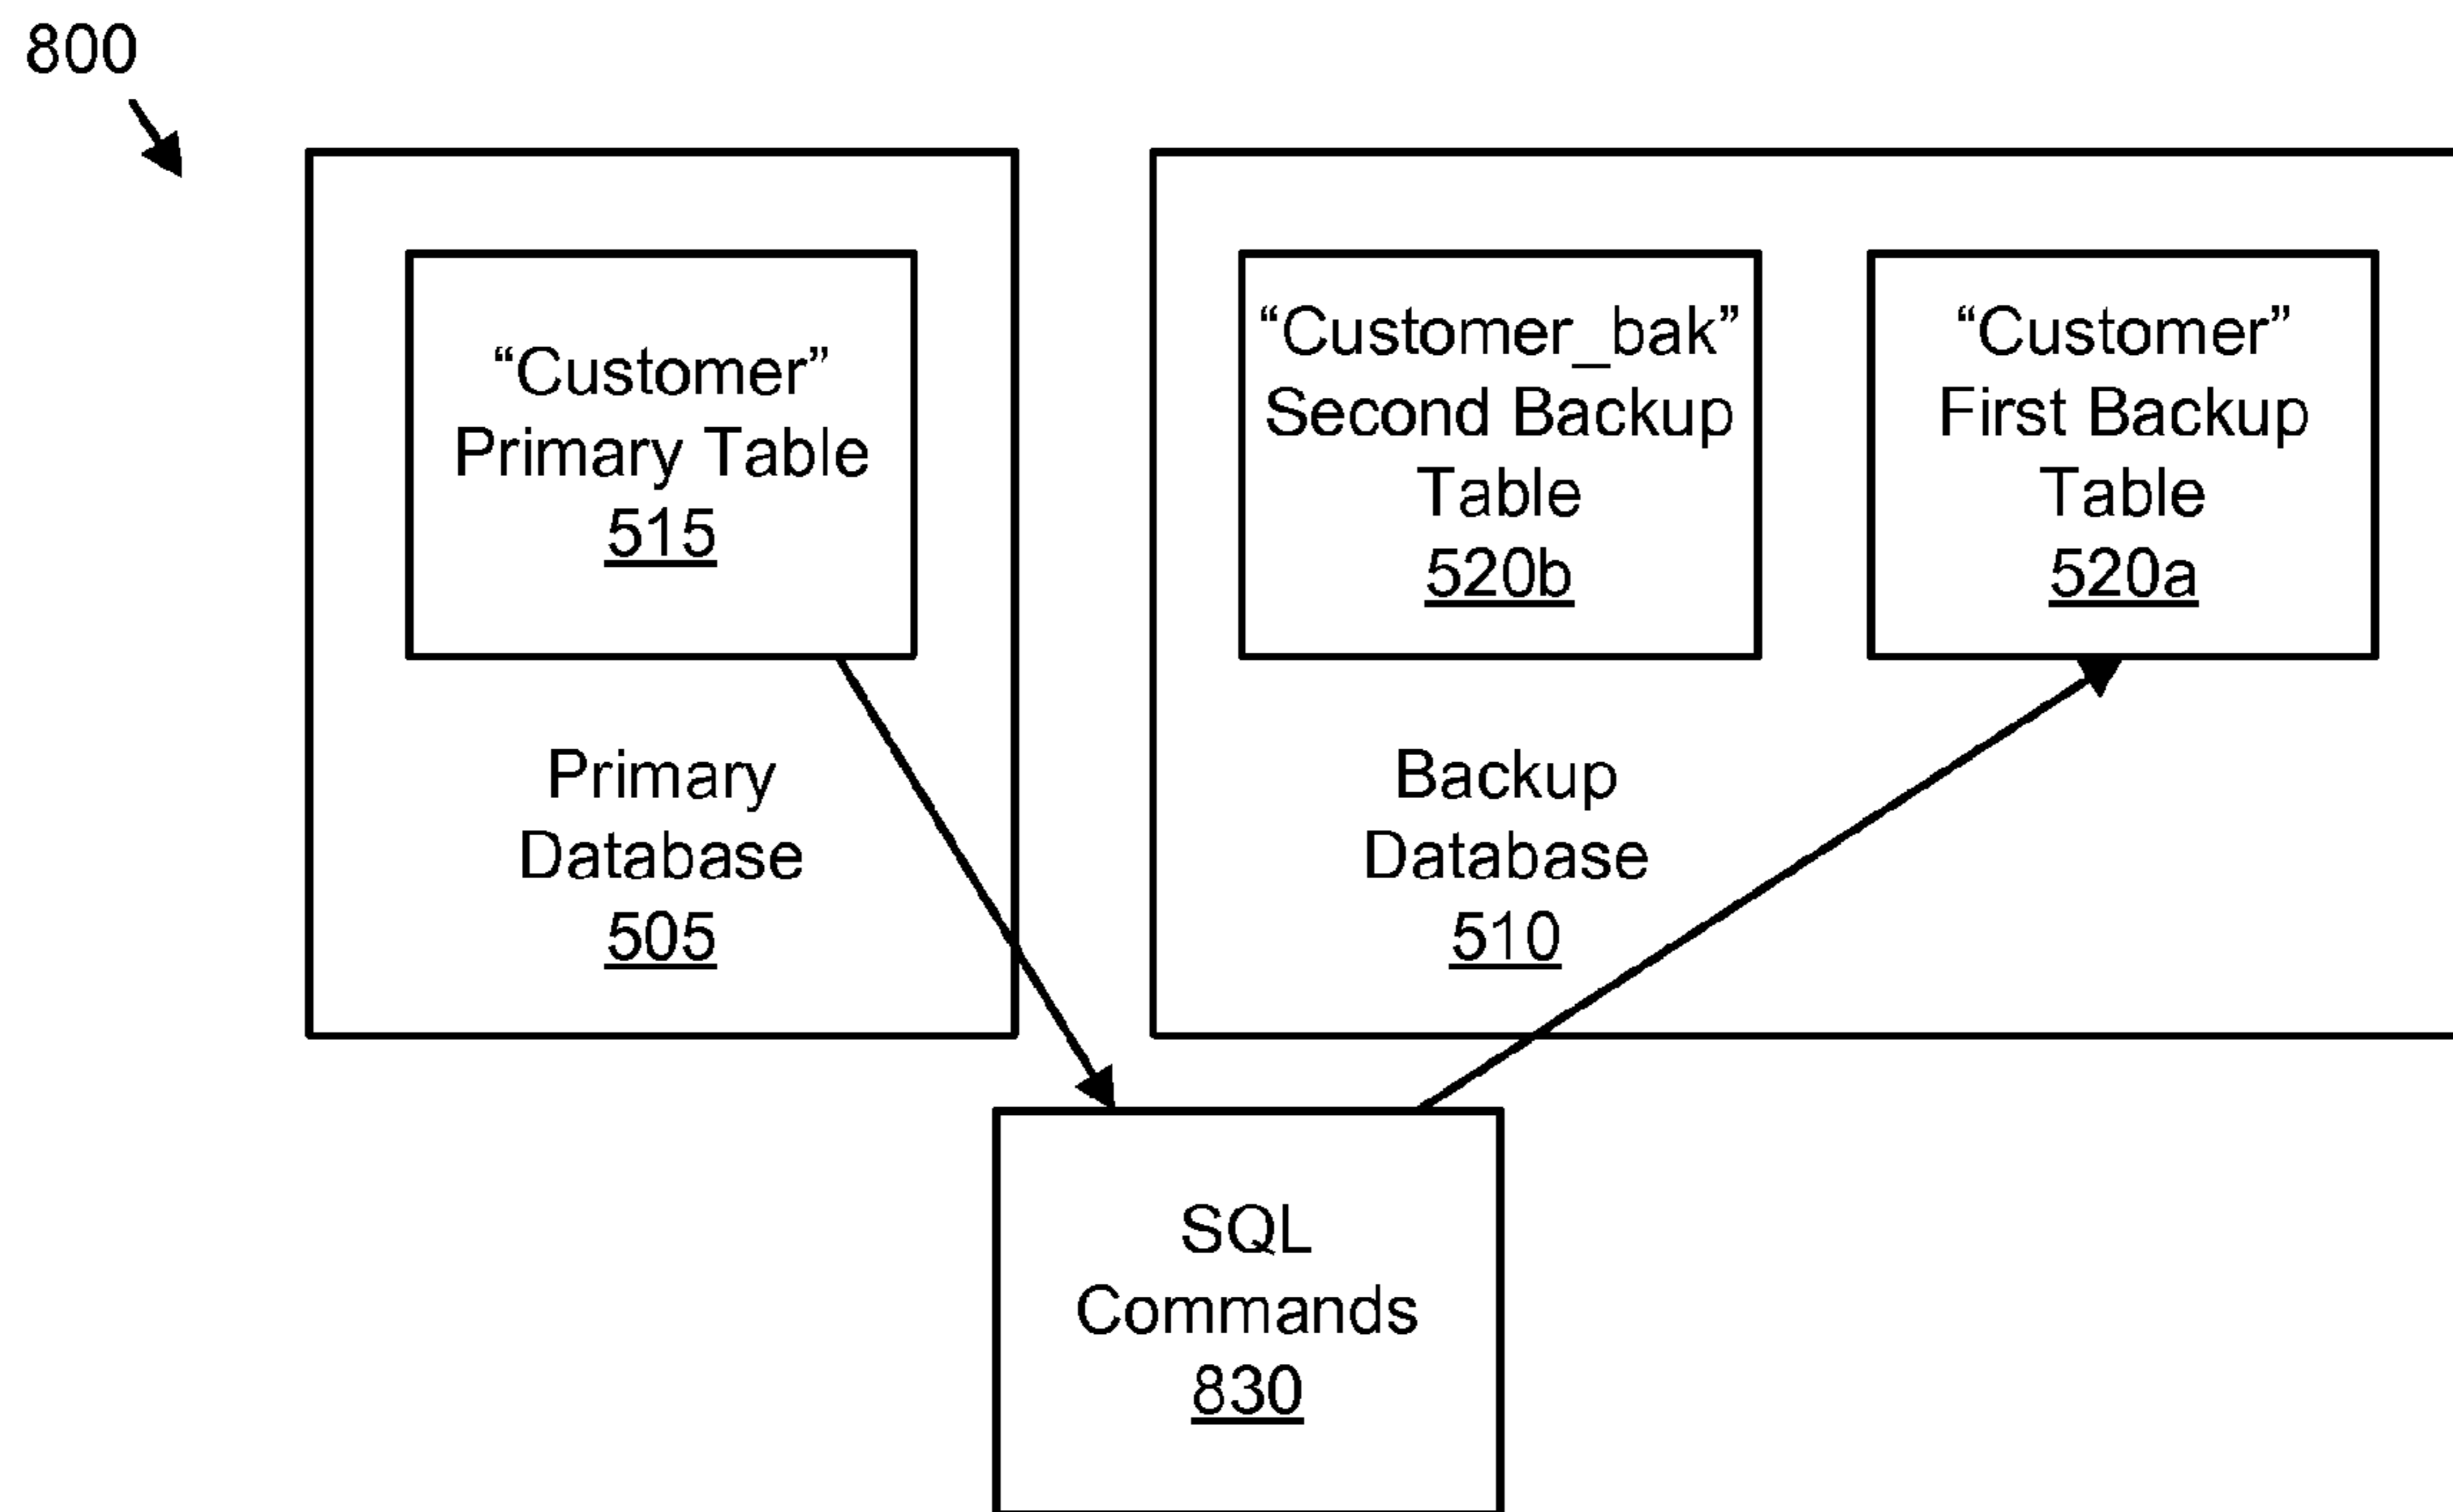 800
“Customer”
Primary Table
515
Primary
Database
505
“Customer_bak”
Second Backup
Table
520b
“Customer”
First Backup
Table
520a
Backup
Database
510
SQL
Commands
830